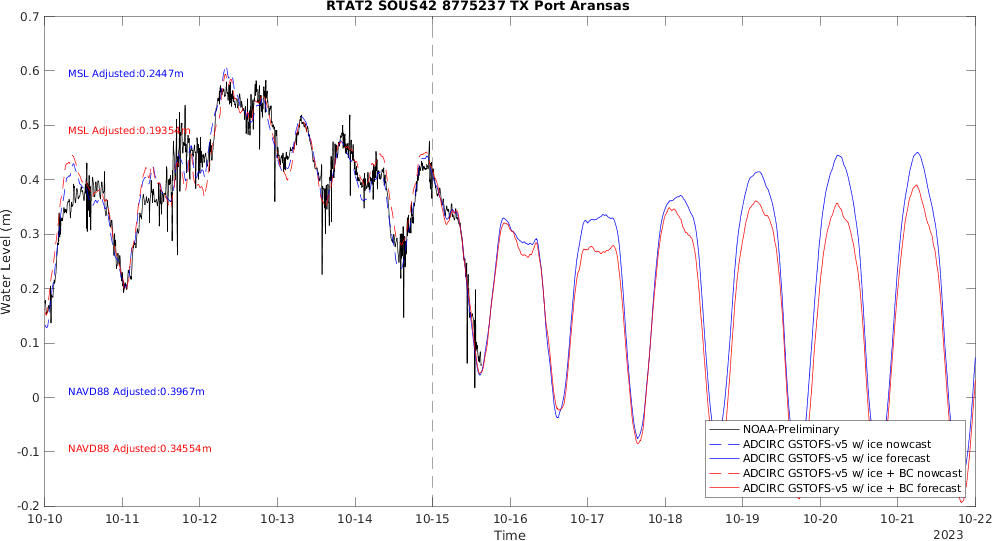 RTAT2 SOUS42 8775237 TX Port Aransas
0.7
0.6
0.5
0.4
0.3
0.2
0.1
0
-0.1
-0.2
Water Level (m)
MSL Adjusted:0.2447m
MSL Adjusted:0.19354m
NAVD88 Adjusted:0.3967m
NAVD88 Adjusted:0.34554m
NOAA-Preliminary
ADCIRC GSTOFS-v5 w/ ice nowcast
ADCIRC GSTOFS-v5 w/ ice forecast
ADCIRC GSTOFS-v5 w/ ice + BC nowcast
ADCIRC GSTOFS-v5 w/ ice + BC forecast
10-10 10-11 10-12 10-13 10-14 10-15 10-16 10-17 10-18 10-19 10-20 10-21 10-22
Time
2023